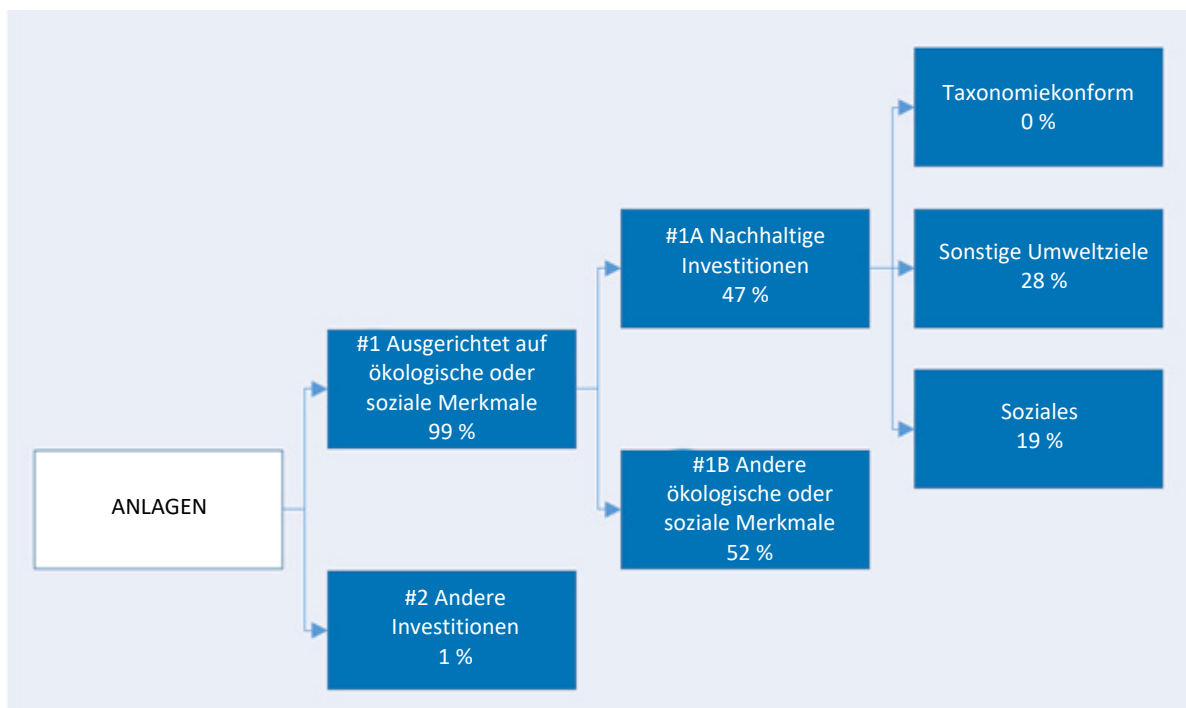 ANLAGEN
#1 Ausgerichtet auf
ökologische oder
soziale Merkmale
99 %
#2 Andere
Investitionen
1 %
#1A Nachhaltige
Investitionen
47 %
#1B Andere
ökologische oder
soziale Merkmale
52 %
Taxonomiekonform
0 %
Sonstige Umweltziele
28 %
Soziales
19 %